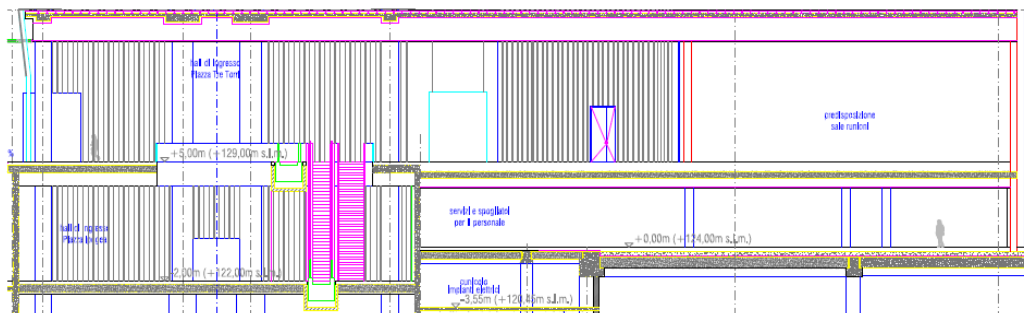 hall di ingresso
Piazza Tre Torri
predisposizione
sale riunioni
%
+5,00m (+129,00m s.l.m.)
servizi e spogliatoi
per il personale
hall di ingresso
Piazza
+0,00m (+124,00m s.l.m.)
-2,00m (+122,00m s.l.m.)
cunicolo
impianti elettrici
-3,55m (+120,45m s.l.m.)